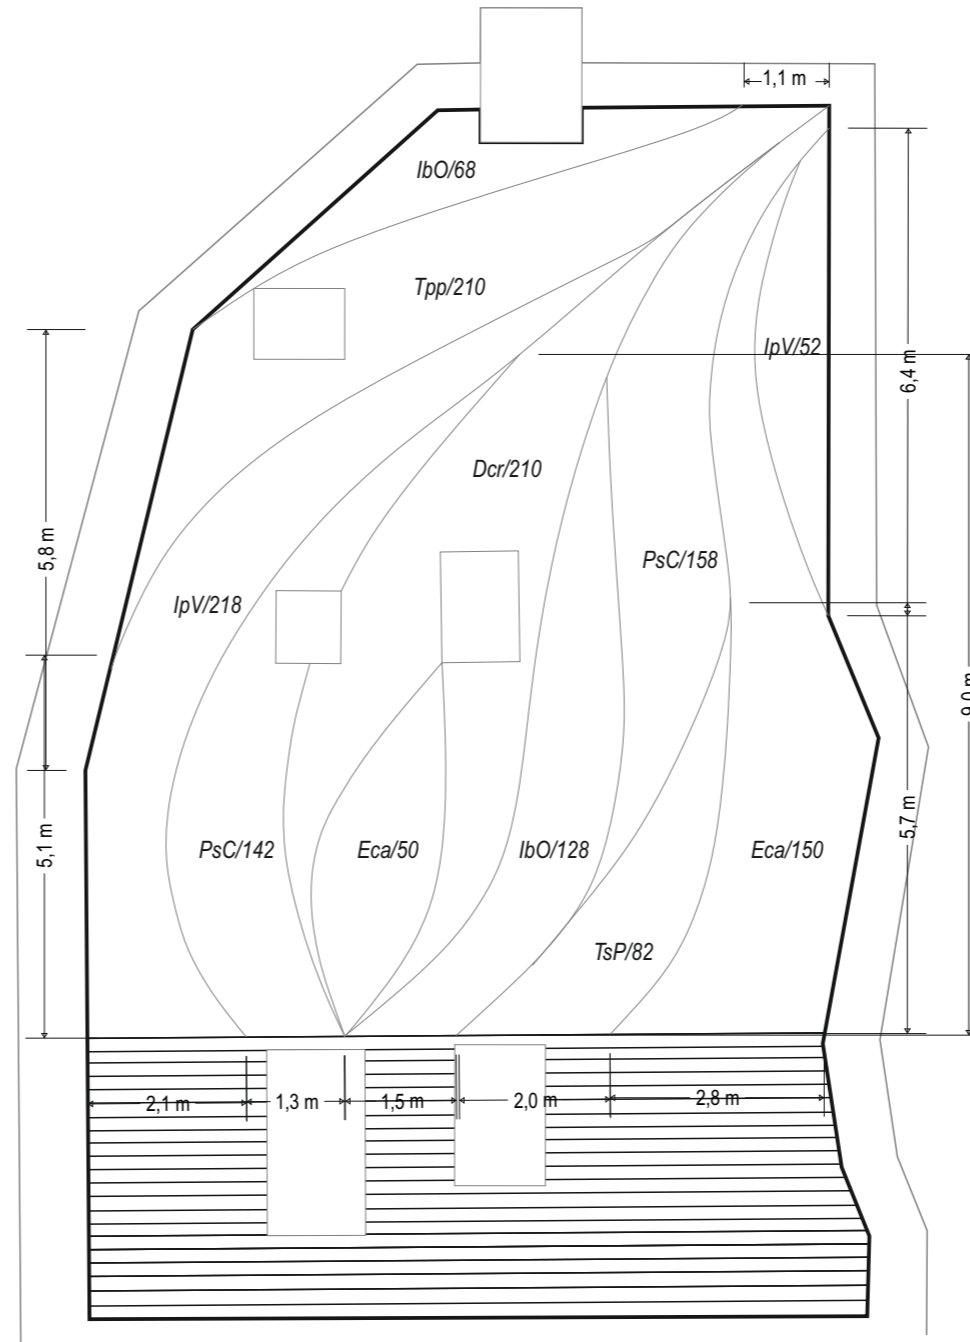 1,1 m
IbO/68
Tpp/210
IpV/52
6,4 m
Dcr/210
5,8 m
PsC/158
IpV/218
9,0 m
5,7 m
5,1 m
PsC/142
Eca/50
IbO/128
Eca/150
TsP/82
2,1 m
1,3 m
1,5 m
2,0 m
2,8 m